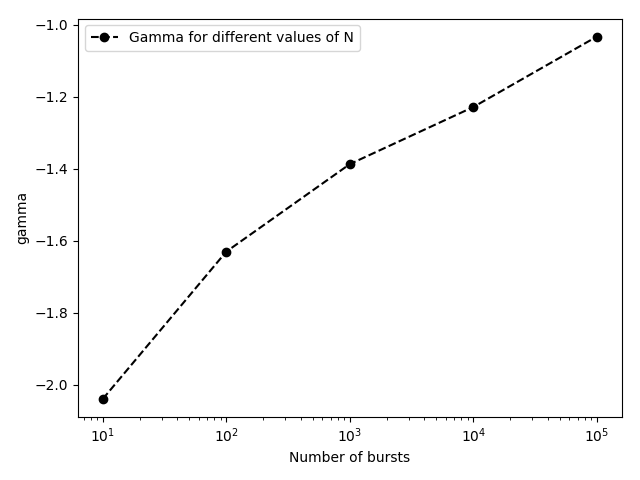 Gamma for different values of N
−1.0
−1.2
−1.4
−1.6
−1.8
−2.0
gamma
10¹ 10² 10³ 10⁴ 10⁵
Number of bursts